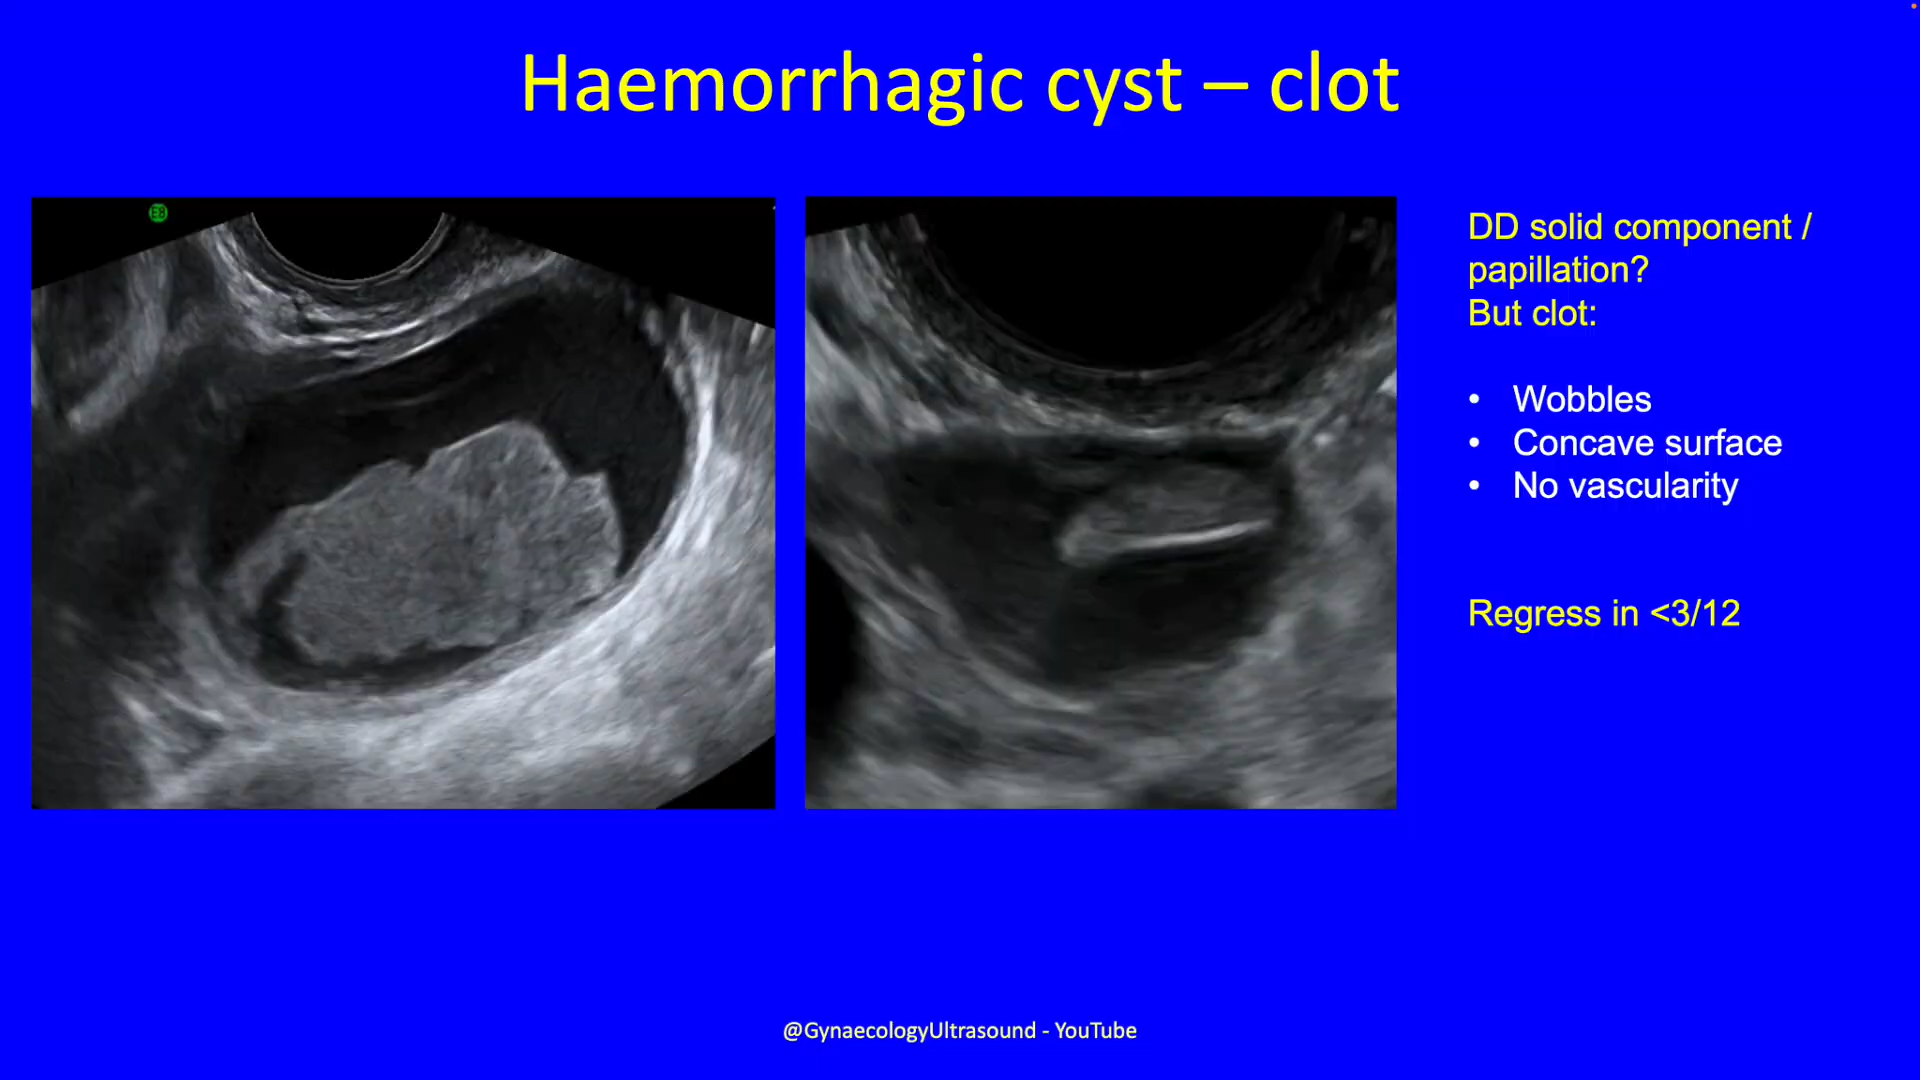 Haemorrhagic cyst – clot
E8
DD solid component /
papillation?
But clot:
• Wobbles
• Concave surface
• No vascularity
Regress in <3/12
@GynaecologyUltrasound - YouTube